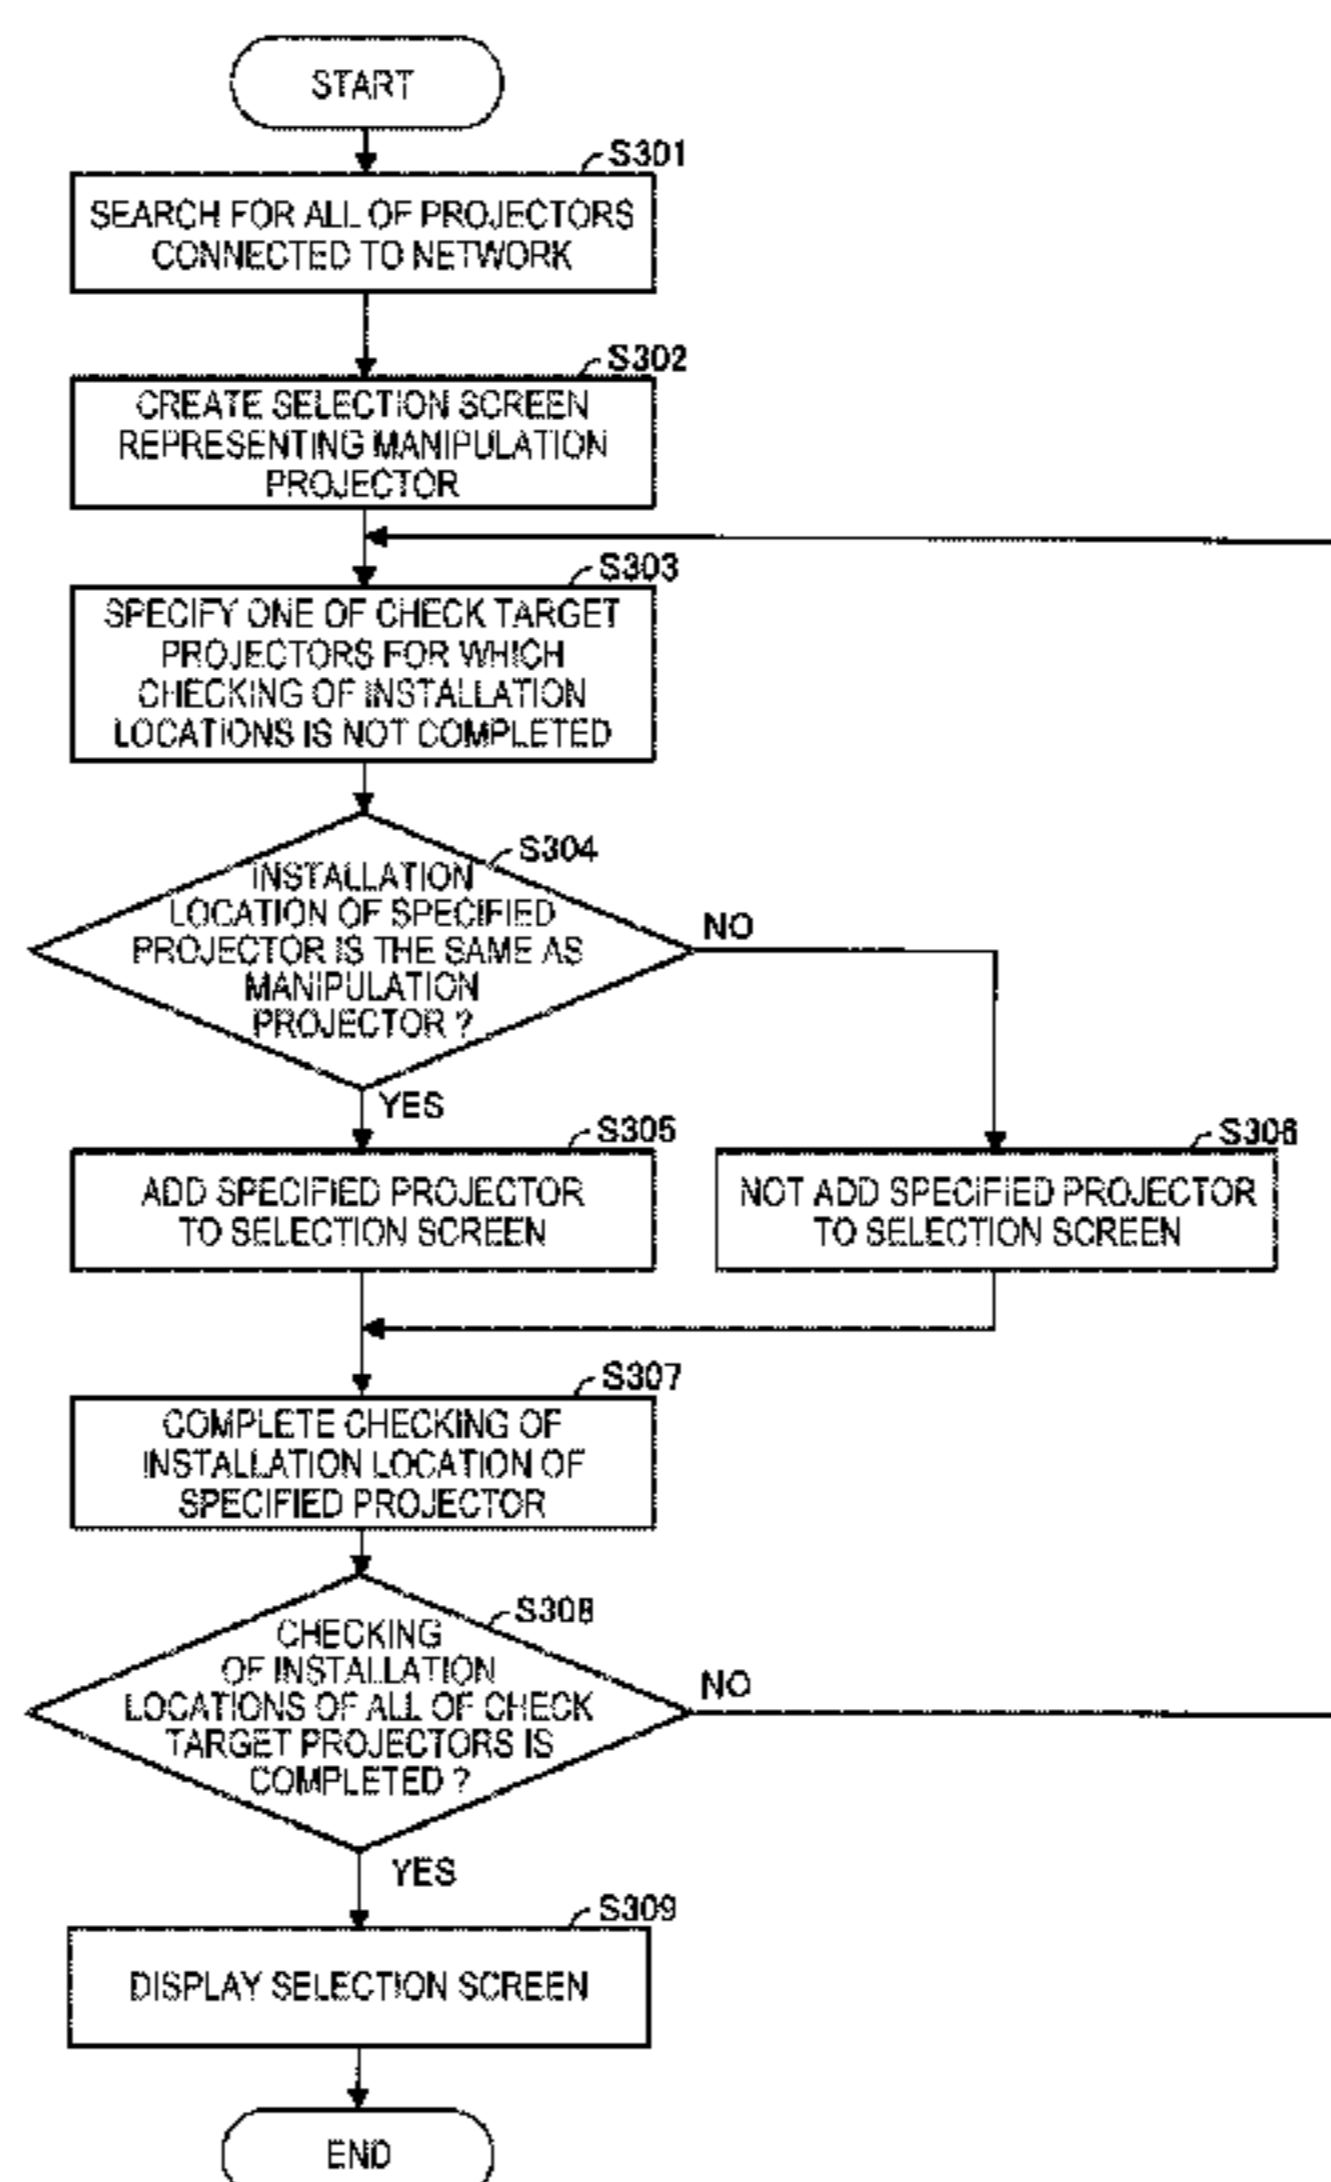 START
S301
SEARCH FOR ALL OF PROJECTORS
CONNECTED TO NETWORK
S302
CREATE SELECTION SCREEN
REPRESENTING MANIPULATION
PROJECTOR
S303
SPECIFY ONE OF CHECK TARGET
PROJECTORS FOR WHICH
CHECKING OF INSTALLATION
LOCATIONS IS NOT COMPLETED
S304
INSTALLATION
LOCATION OF SPECIFIED
PROJECTOR IS THE SAME AS
MANIPULATION
PROJECTOR ?
NO
YES
S305
ADD SPECIFIED PROJECTOR
TO SELECTION SCREEN
S306
NOT ADD SPECIFIED PROJECTOR
TO SELECTION SCREEN
S307
COMPLETE CHECKING OF
INSTALLATION LOCATION OF
SPECIFIED PROJECTOR
S308
CHECKING
OF INSTALLATION
LOCATIONS OF ALL OF CHECK
TARGET PROJECTORS IS
COMPLETED ?
NO
YES
S309
DISPLAY SELECTION SCREEN
END